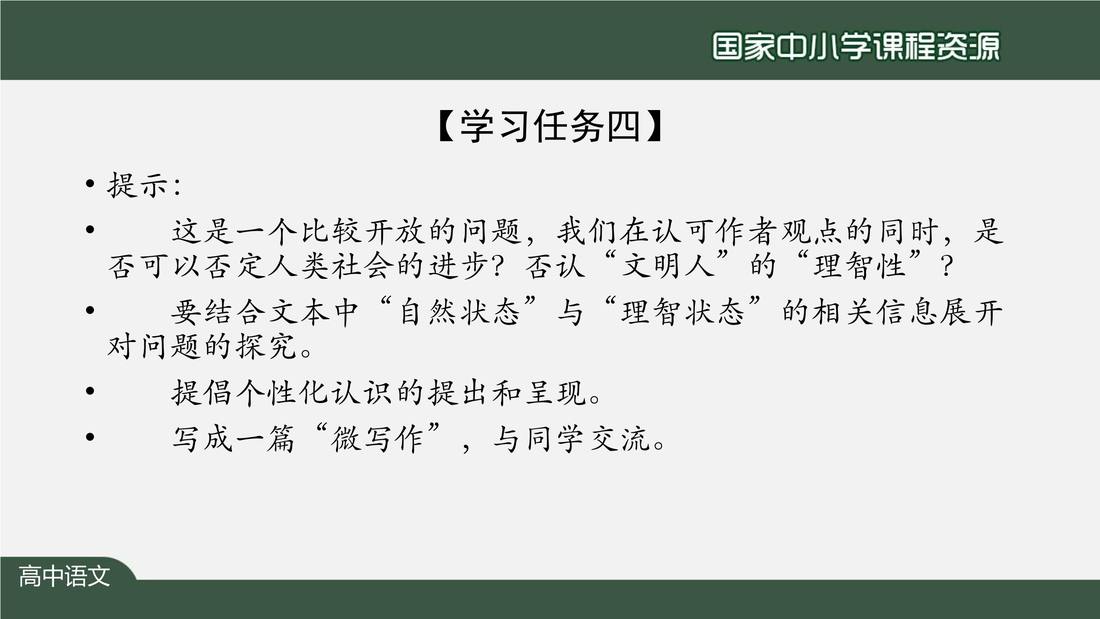 国家中小学课程资源
【学习任务四】
• 提示：
• 这是一个比较开放的问题，我们在认可作者观点的同时，是
否可以否定人类社会的进步？否认“文明人”的“理智性”？
• 要结合文本中“自然状态”与“理智状态”的相关信息展开
对问题的探究。
• 提倡个性化认识的提出和呈现。
• 写成一篇“微写作”，与同学交流。
高中语文